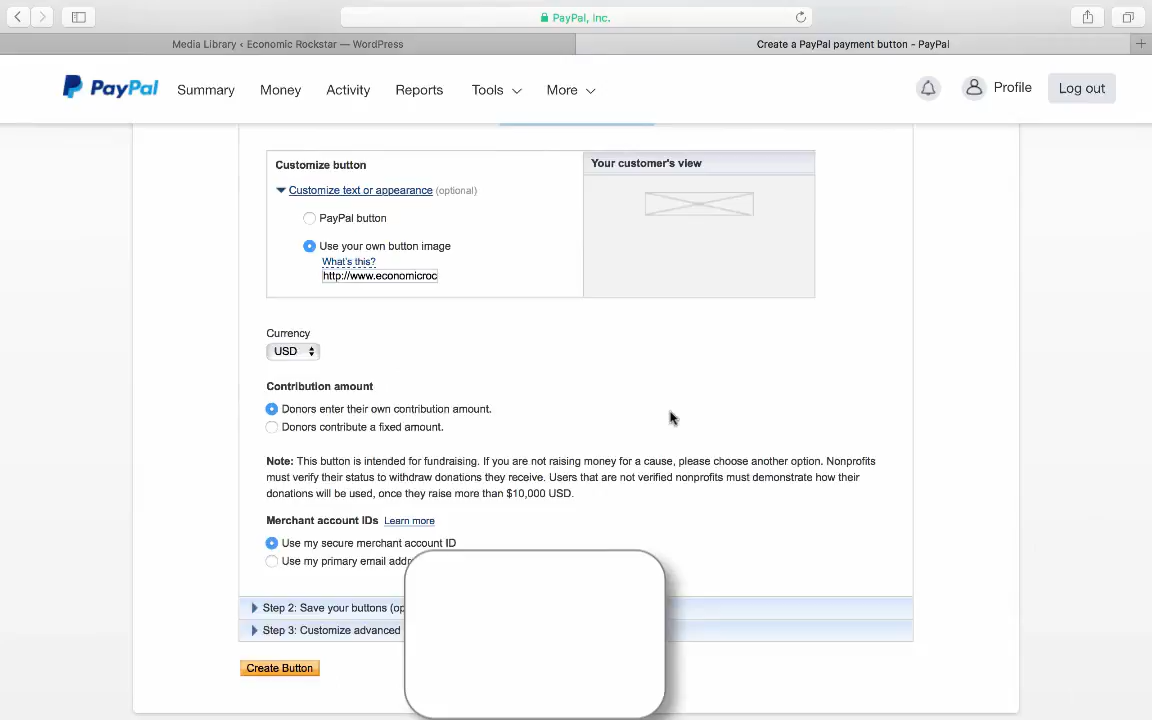 PayPal, Inc.
Media Library ‹ Economic Rockstar — WordPress
Create a PayPal payment button - PayPal
PayPal Summary Money Activity Reports Tools More Profile Log out
Customize button
Your customer's view
Customize text or appearance (optional)
PayPal button
Use your own button image
What's this?
http://www.economicroc
Currency
USD
Contribution amount
Donors enter their own contribution amount.
Donors contribute a fixed amount.
Note: This button is intended for fundraising. If you are not raising money for a cause, please choose another option. Nonprofits
must verify their status to withdraw donations they receive. Users that are not verified nonprofits must demonstrate how their
donations will be used, once they raise more than $10,000 USD.
Merchant account IDs Learn more
Use my secure merchant account ID
Use my primary email addr
Step 2: Save your buttons (op
Step 3: Customize advanced
Create Button